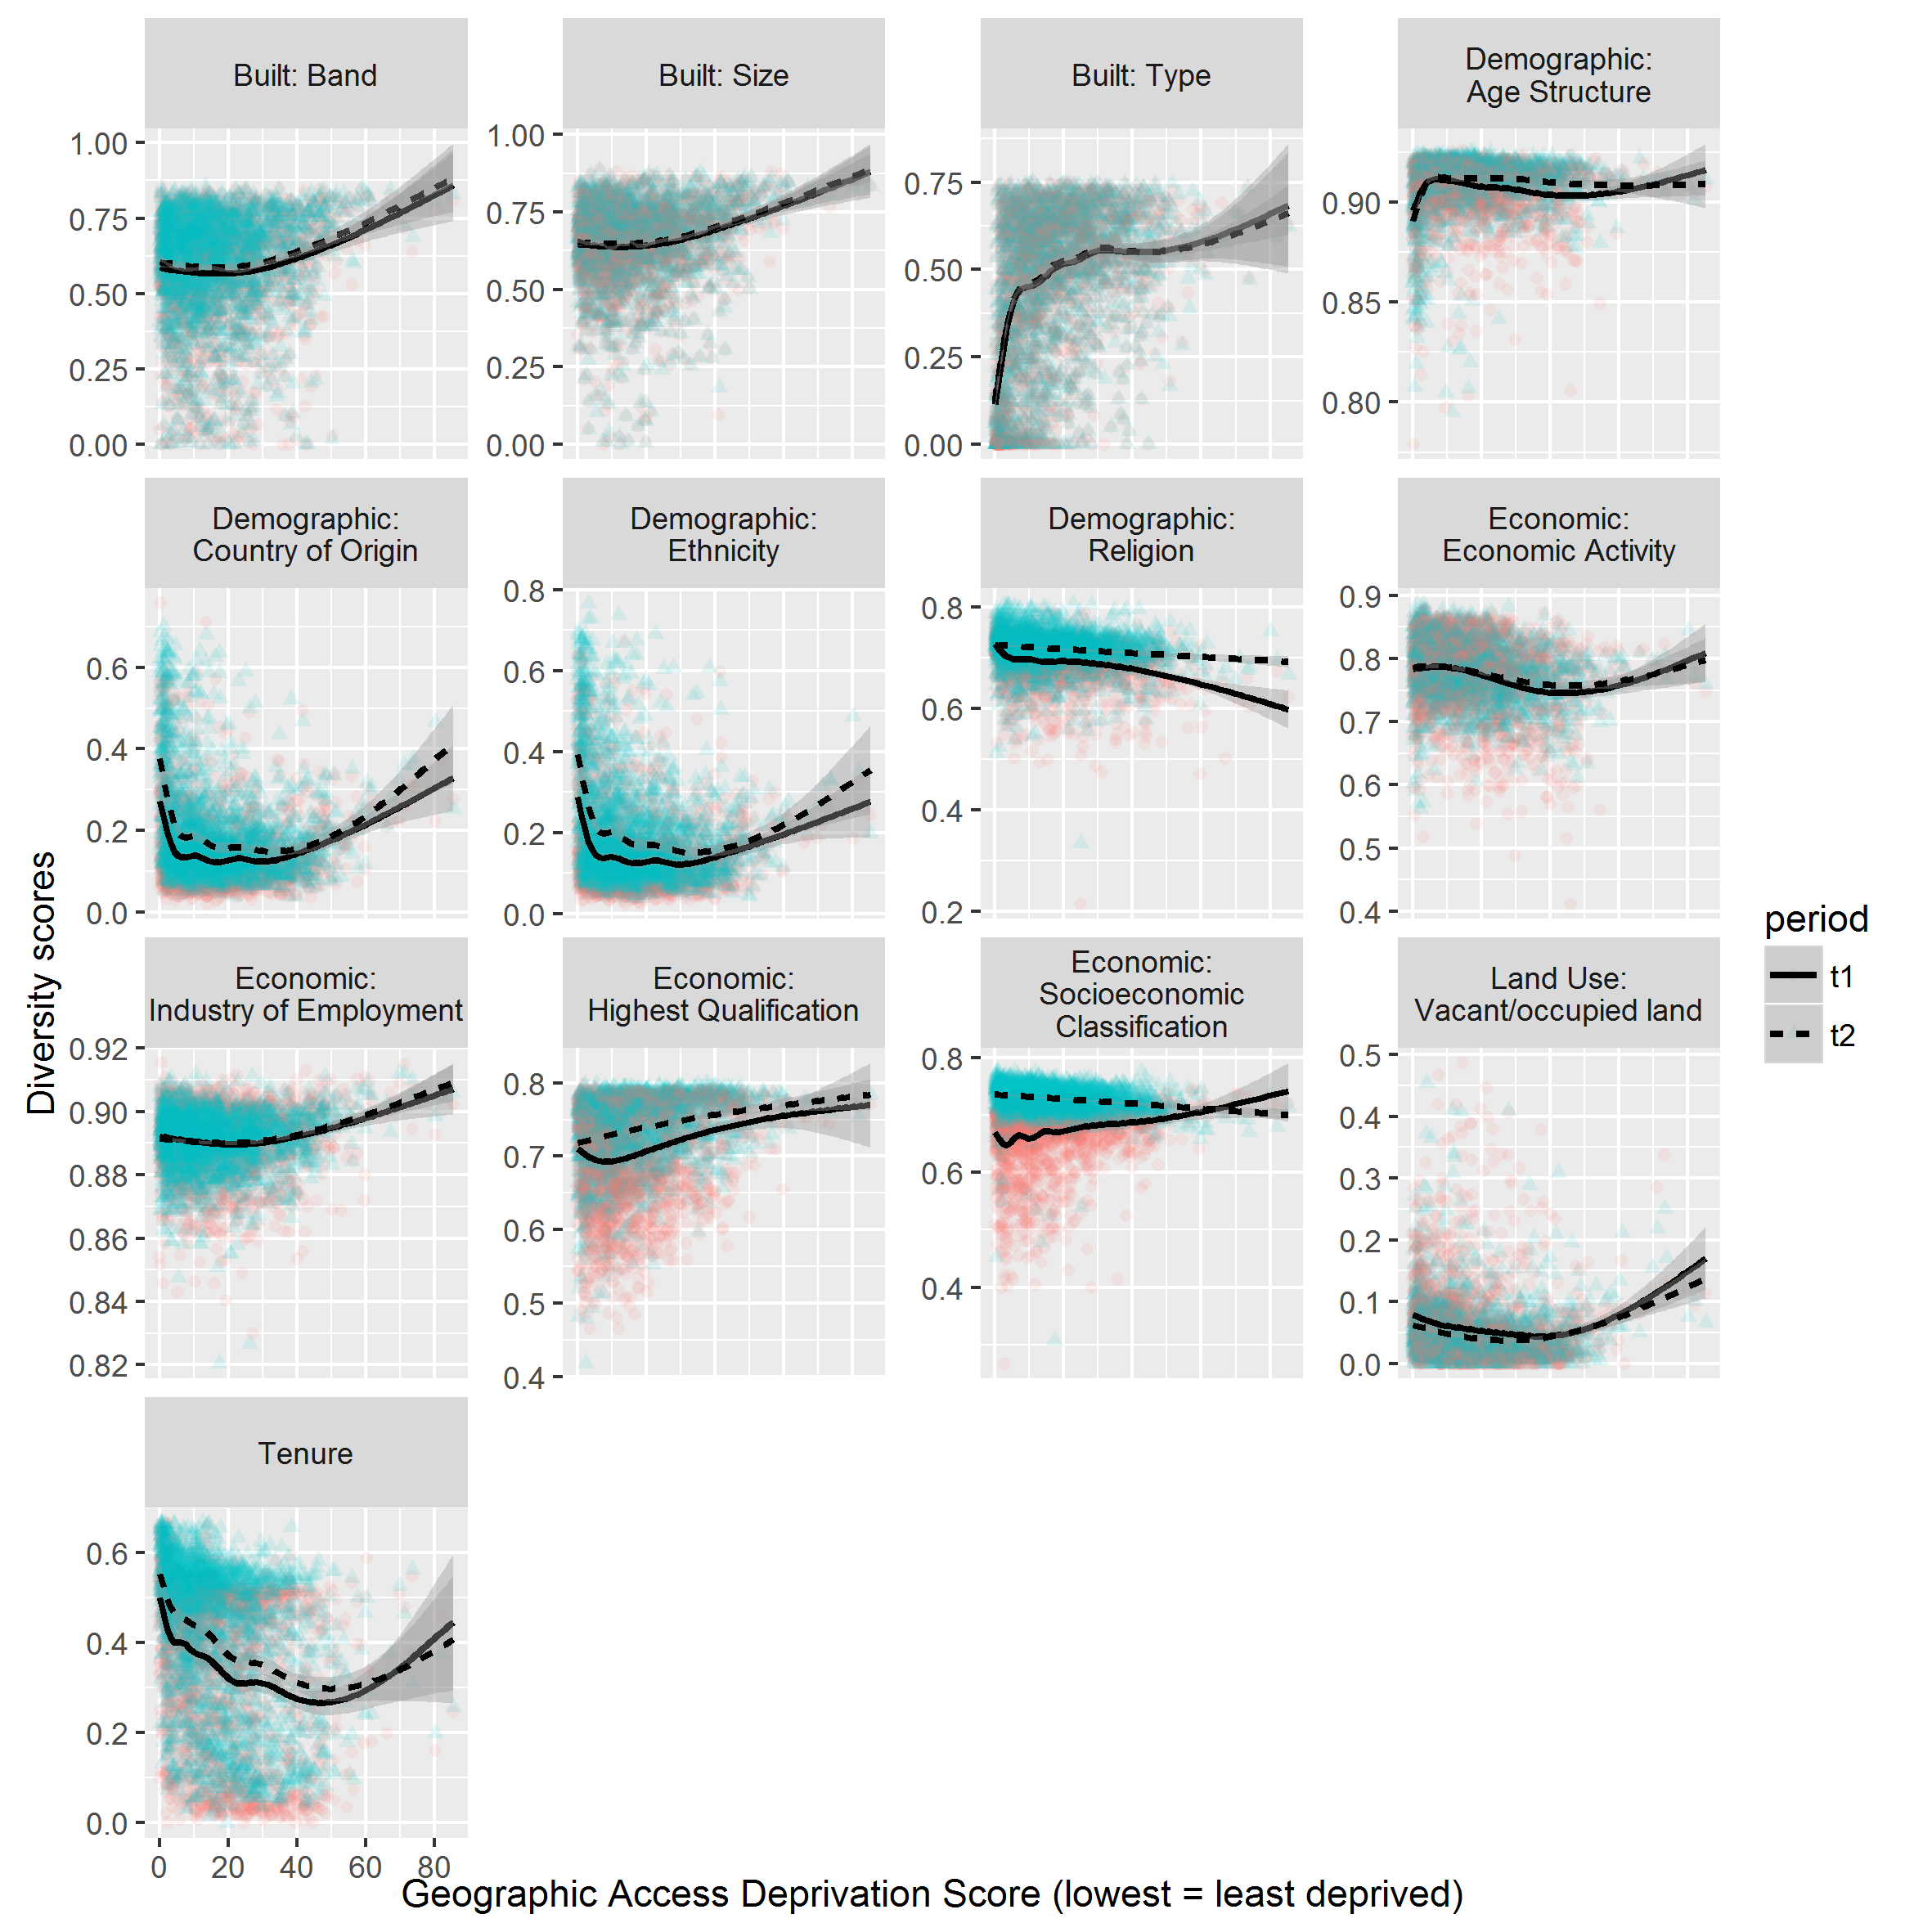 Built: Band
Built: Size
Built: Type
Demographic:
Age Structure
1.00
0.75
0.50
0.25
0.00
1.00
0.75
0.50
0.25
0.00
0.75
0.50
0.25
0.00
0.90
0.85
0.80
Demographic:
Country of Origin
Demographic:
Ethnicity
Demographic:
Religion
Economic:
Economic Activity
0.6
0.4
0.2
0.0
0.8
0.6
0.4
0.2
0.0
0.8
0.6
0.4
0.2
0.9
0.8
0.7
0.6
0.5
0.4
Economic:
Industry of Employment
Economic:
Highest Qualification
Economic:
Socioeconomic
Classification
Land Use:
Vacant/occupied land
0.92
0.90
0.88
0.86
0.84
0.82
0.8
0.7
0.6
0.5
0.4
0.8
0.6
0.4
0.5
0.4
0.3
0.2
0.1
0.0
Tenure
0.6
0.4
0.2
0.0
0 20 40 60 80
Geographic Access Deprivation Score (lowest = least deprived)
Diversity scores
period
t1
t2